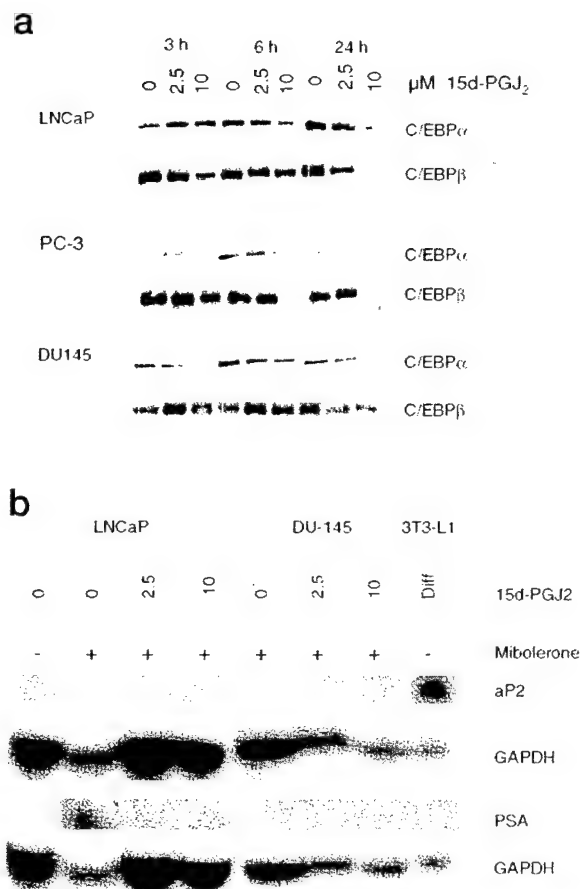 a
3 h 6 h 24 h
0 2.5 10 0 2.5 10 0 2.5 10 µM 15d-PGJ2
LNCaP C/EBPα
C/EBPβ
PC-3 C/EBPα
C/EBPβ
DU145 C/EBPα
C/EBPβ
b
LNCaP DU-145 3T3-L1
0 0 2.5 10 0 2.5 10 Diff 15d-PGJ2
- + + + + + + - Mibolerone
aP2
GAPDH
PSA
GAPDH